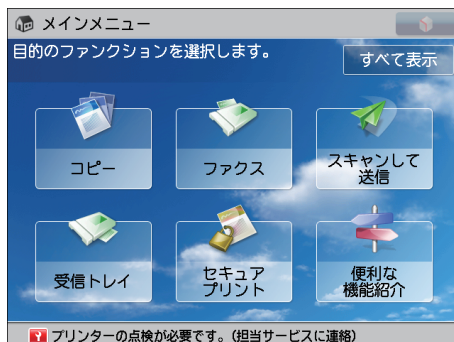 メインメニュー
目的のファンクションを選択します。
すべて表示
コピー
ファクス
スキャンして
送信
受信トレイ
セキュア
プリント
便利な
機能紹介
プリンターの点検が必要です。(担当サービスに連絡)